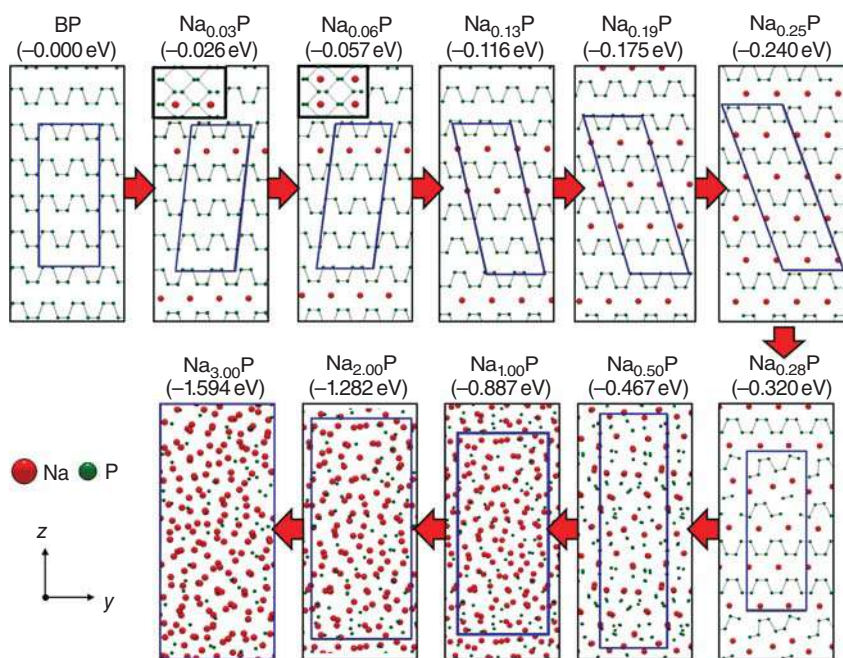 BP
(−0.000 eV)
Na₀.₀₃P
(−0.026 eV)
Na₀.₀₆P
(−0.057 eV)
Na₀.₁₃P
(−0.116 eV)
Na₀.₁₉P
(−0.175 eV)
Na₀.₂₅P
(−0.240 eV)
Na₃.₀₀P
(−1.594 eV)
Na₂.₀₀P
(−1.282 eV)
Na₁.₀₀P
(−0.887 eV)
Na₀.₅₀P
(−0.467 eV)
Na₀.₂₈P
(−0.320 eV)
Na P
z
y